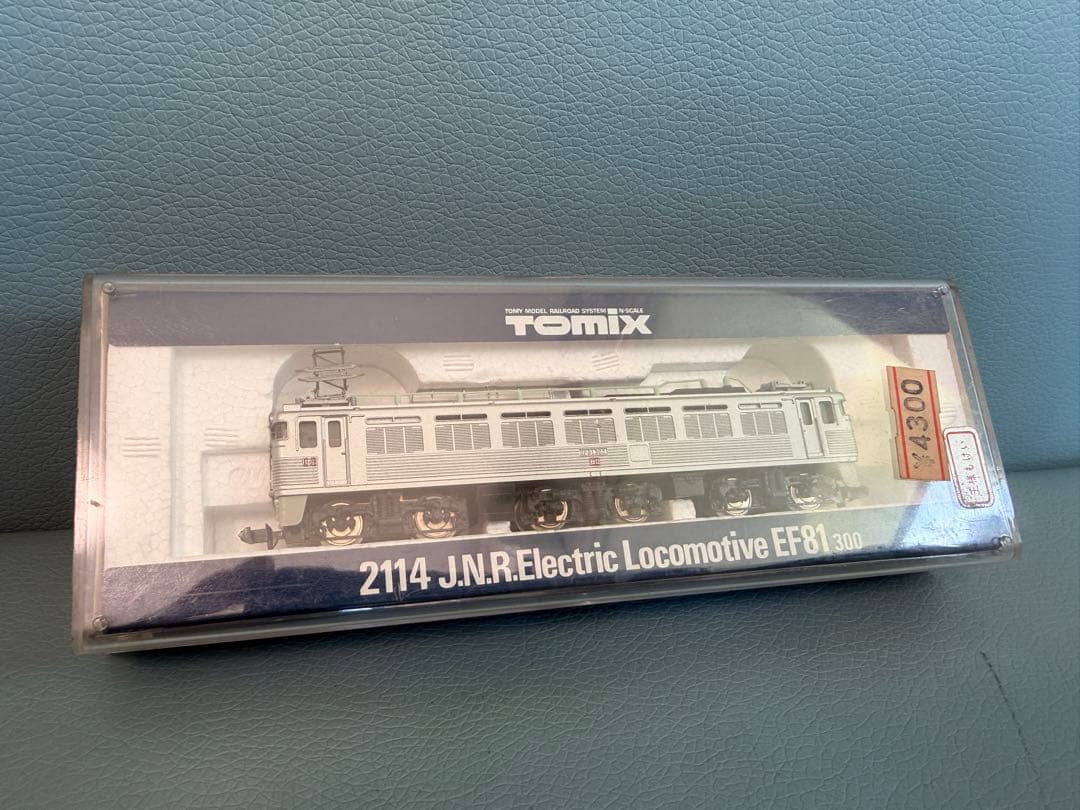 TOMY MODEL RAILROAD SYSTEM N-SCALE
TOMIX
¥4300
2114 J.N.R.Electric Locomotive EF81 300